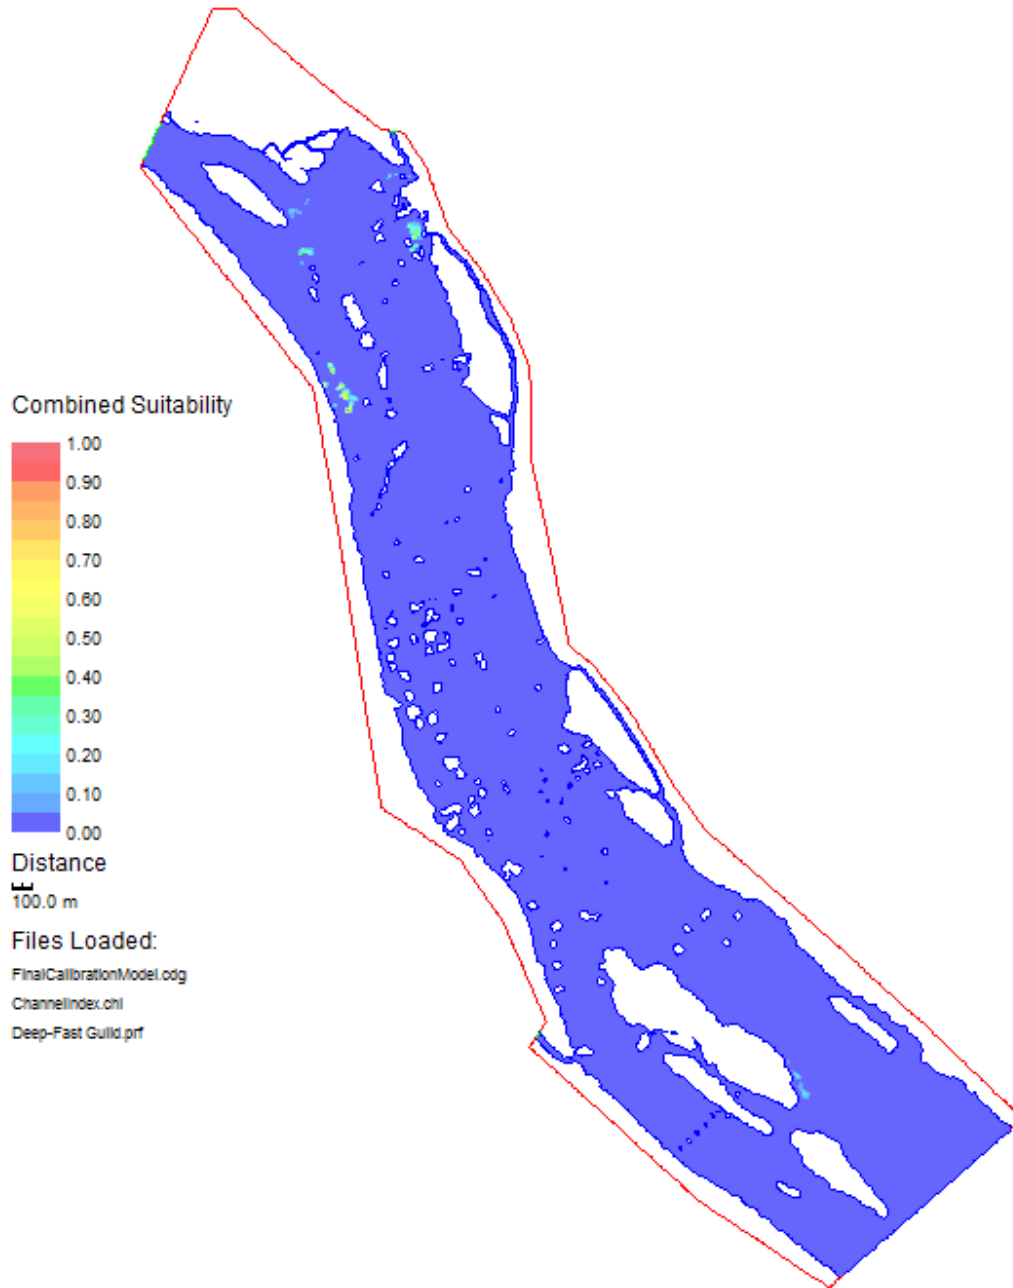 Combined Suitability
1.00
0.90
0.80
0.70
0.60
0.50
0.40
0.30
0.20
0.10
0.00
Distance
100.0 m
Files Loaded:
FinalCalibrationModel.cdg
ChannelIndex.chi
Deep-Fast Guild.prf